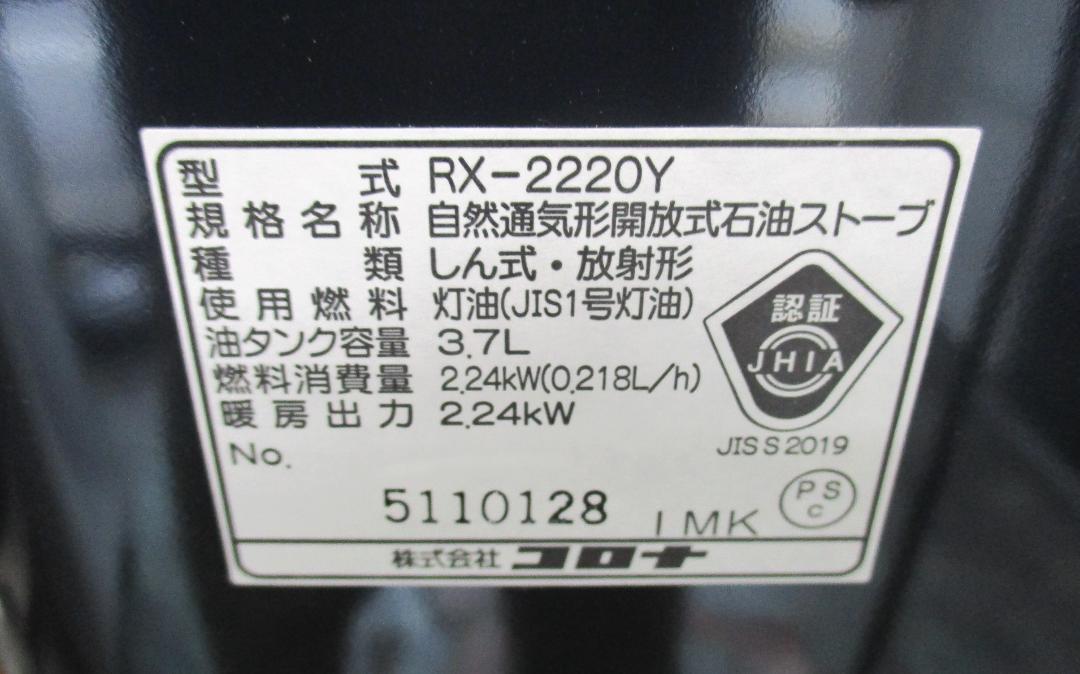 型式 RX-2220Y
規格名称 自然通気形開放式石油ストーブ
種類 しん式・放射形
使用燃料 灯油(JIS1号灯油)
油タンク容量 3.7L
燃料消費量 2.24kW(0.218L/h)
暖房出力 2.24kW
認証
JHIA
JIS S 2019
No.
5110128 IMK
PSC
株式会社 コロナ